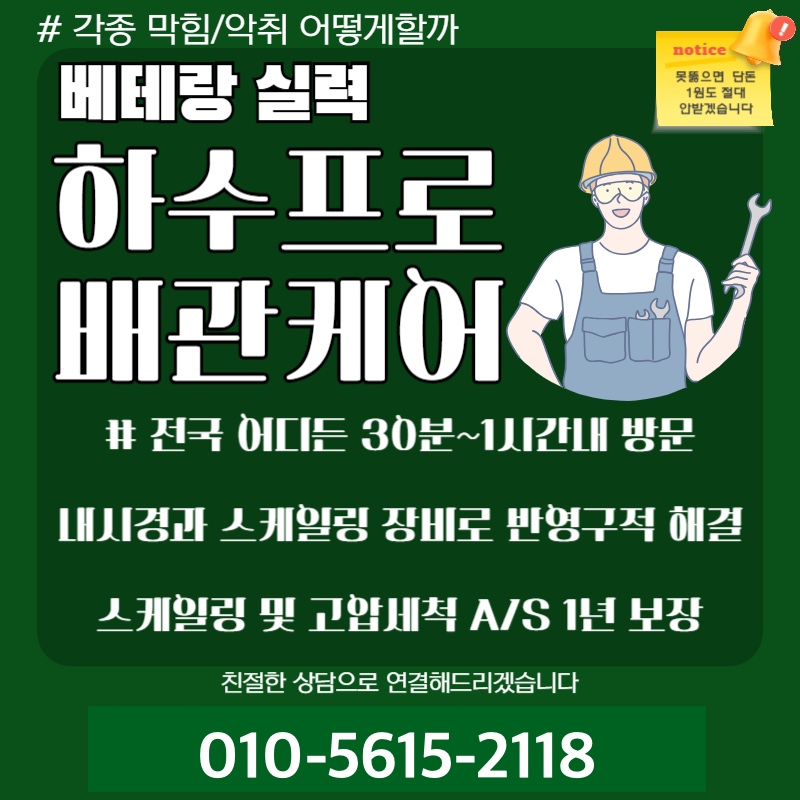 # 각종 막힘/악취 어떻게할까
notice
못뚫으면 단돈
1원도 절대
안받겠습니다
베테랑 실력
하수프로
배관케어
# 전국 어디든 30분~1시간내 방문
내시경과 스케일링 장비로 반영구적 해결
스케일링 및 고압세척 A/S 1년 보장
친절한 상담으로 연결해드리겠습니다
010-5615-2118